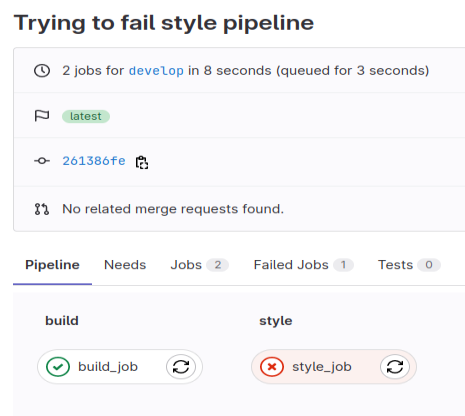 Trying to fail style pipeline
2 jobs for develop in 8 seconds (queued for 3 seconds)
latest
261386fe
No related merge requests found.
Pipeline Needs Jobs 2 Failed Jobs 1 Tests 0
build style
build_job style_job